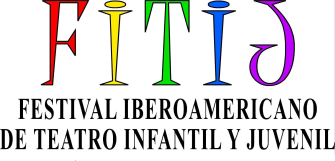 FITIJ
FESTIVAL IBEROAMERICANO
DE TEATRO INFANTIL Y JUVENIL